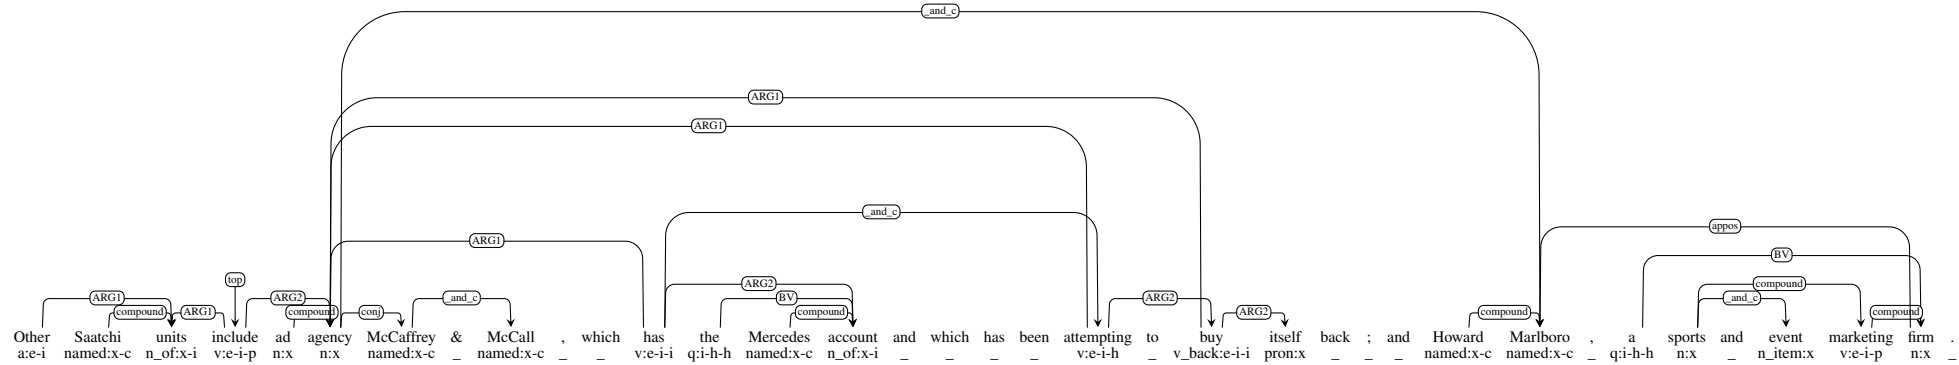 _and_c
ARG1
ARG1
_and_c
appos
ARG1
BV
top
ARG2
compound
ARG1 ARG2 _and_c BV ARG2 _and_c
compound ARG1 compound conj compound ARG2 compound compound
Other Saatchi units include ad agency McCaffrey & McCall , which has the Mercedes account and which has been attempting to buy itself back ; and Howard Marlboro , a sports and event marketing firm .
a:e-i named:x-c n_of:x-i v:e-i-p n:x n:x named:x-c _ named:x-c _ _ v:e-i-i q:i-h-h named:x-c n_of:x-i _ _ _ _ v:e-i-h _ v_back:e-i-i pron:x _ _ _ named:x-c named:x-c _ q:i-h-h n:x _ n_item:x v:e-i-p n:x _